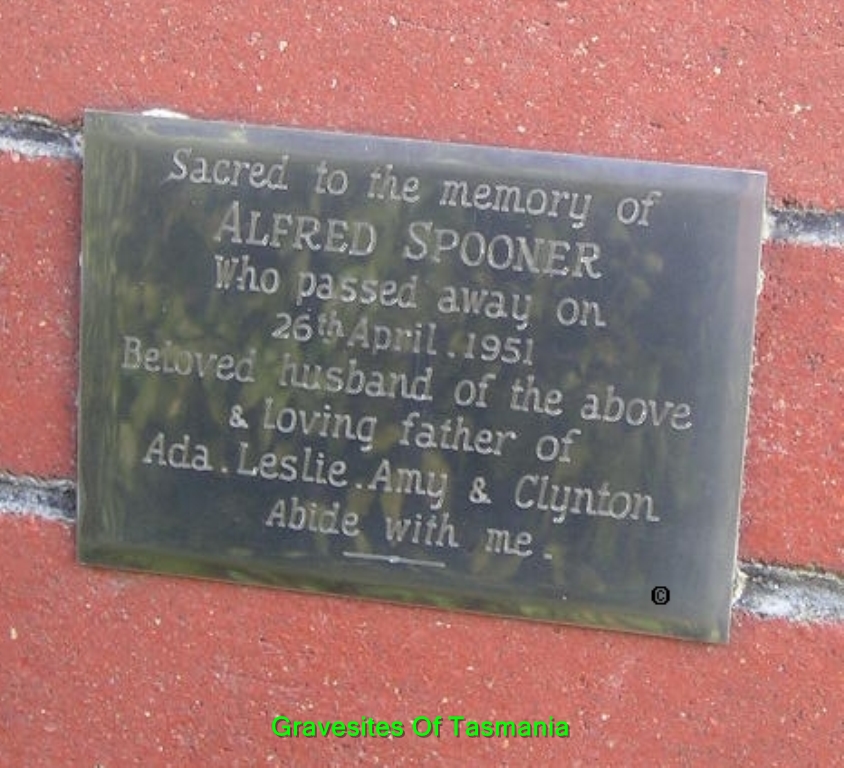 Sacred to the memory of
ALFRED SPOONER
Who passed away on
26th April . 1951
Beloved husband of the above
& loving father of
Ada . Leslie . Amy & Clynton
Abide with me .
©
Gravesites Of Tasmania